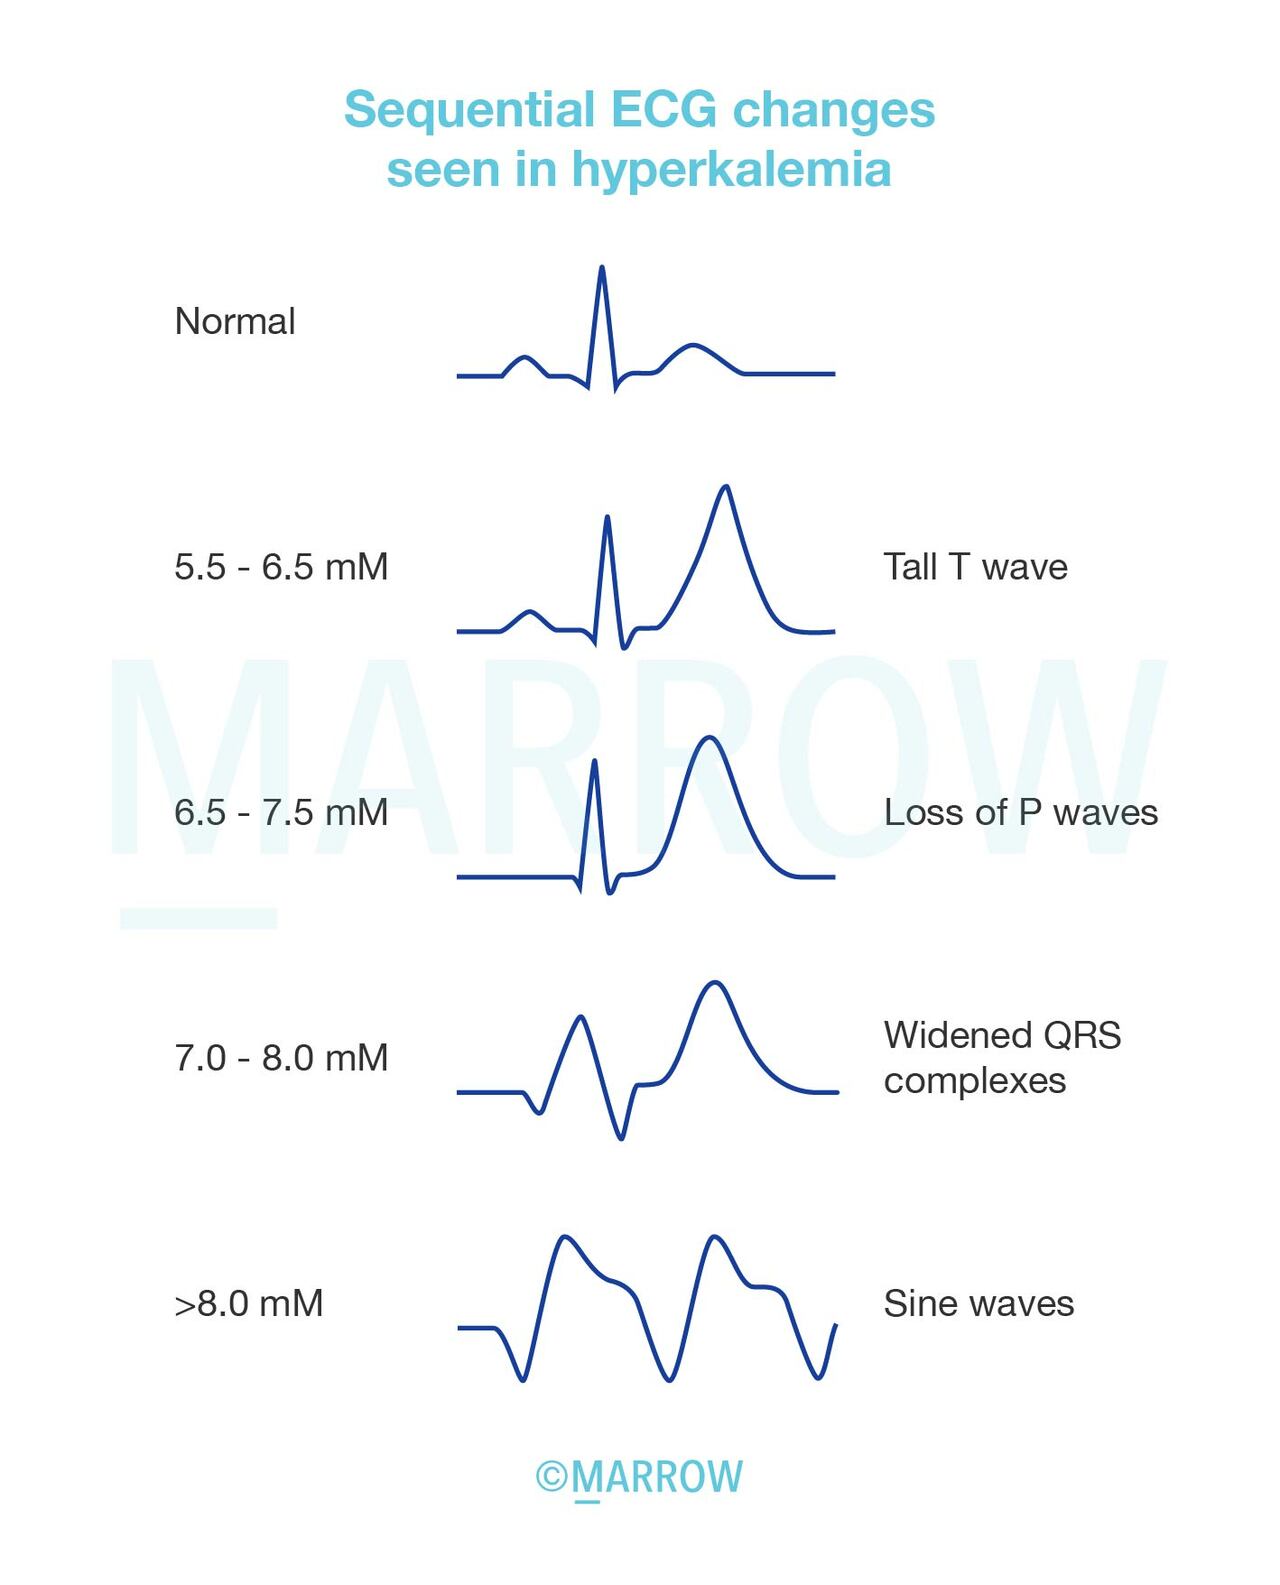 Sequential ECG changes
seen in hyperkalemia
Normal
5.5 - 6.5 mM
Tall T wave
MARROW
6.5 - 7.5 mM
Loss of P waves
7.0 - 8.0 mM
Widened QRS
complexes
>8.0 mM
Sine waves
©MARROW